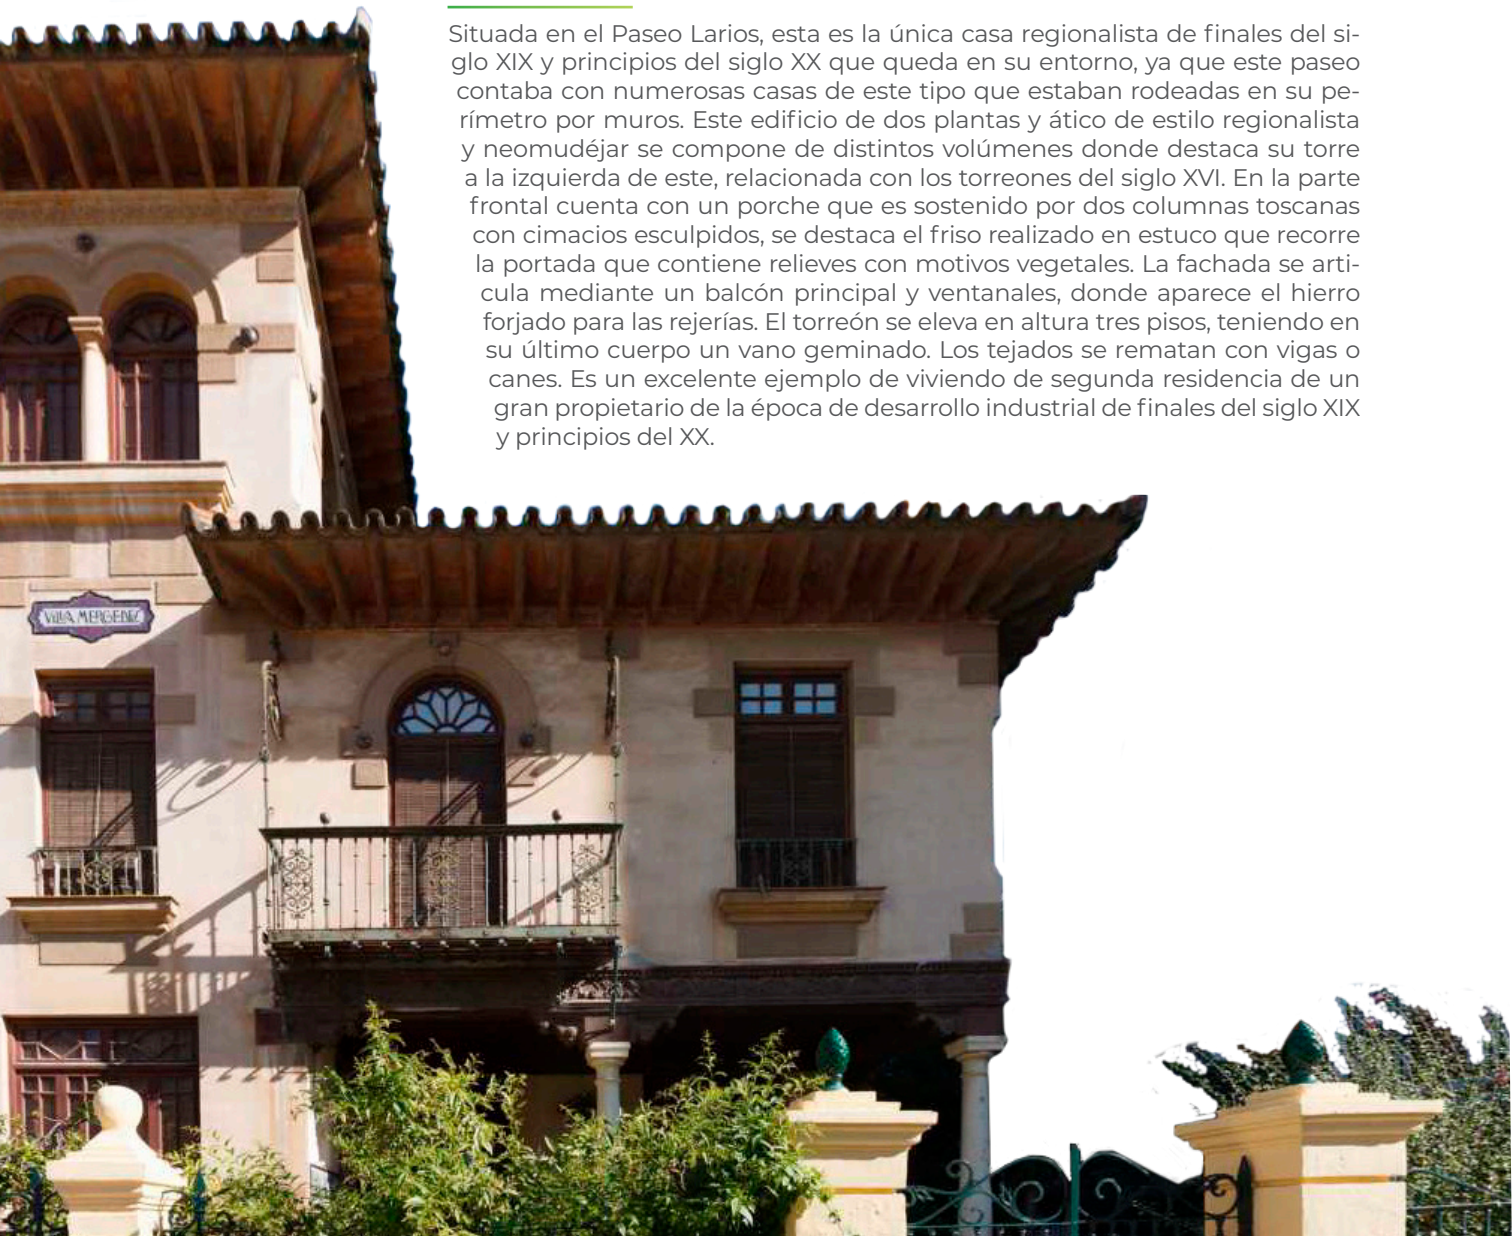 Situada en el Paseo Larios, esta es la única casa regionalista de finales del si-
glo XIX y principios del siglo XX que queda en su entorno, ya que este paseo
contaba con numerosas casas de este tipo que estaban rodeadas en su pe-
rímetro por muros. Este edificio de dos plantas y ático de estilo regionalista
y neomudéjar se compone de distintos volúmenes donde destaca su torre
a la izquierda de este, relacionada con los torreones del siglo XVI. En la parte
frontal cuenta con un porche que es sostenido por dos columnas toscanas
con cimacios esculpidos, se destaca el friso realizado en estuco que recorre
la portada que contiene relieves con motivos vegetales. La fachada se arti-
cula mediante un balcón principal y ventanales, donde aparece el hierro
forjado para las rejerías. El torreón se eleva en altura tres pisos, teniendo en
su último cuerpo un vano geminado. Los tejados se rematan con vigas o
canes. Es un excelente ejemplo de viviendo de segunda residencia de un
gran propietario de la época de desarrollo industrial de finales del siglo XIX
y principios del XX.
VILLA MERCEDES